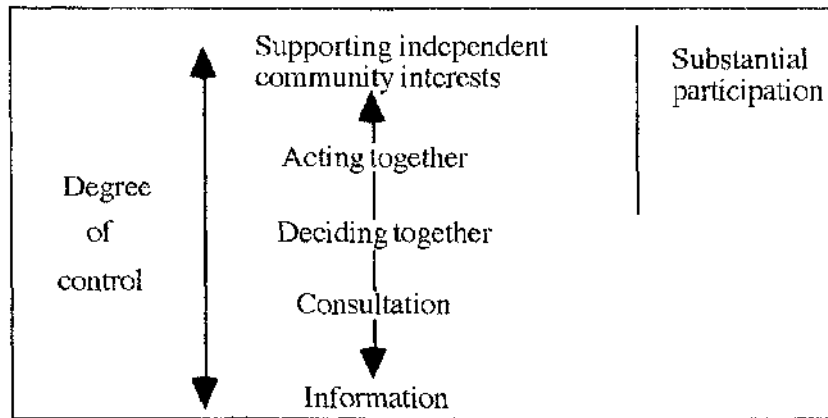 Supporting independent
community interests
Substantial
participation
Acting together
Degree
of
control
Deciding together
Consultation
Information